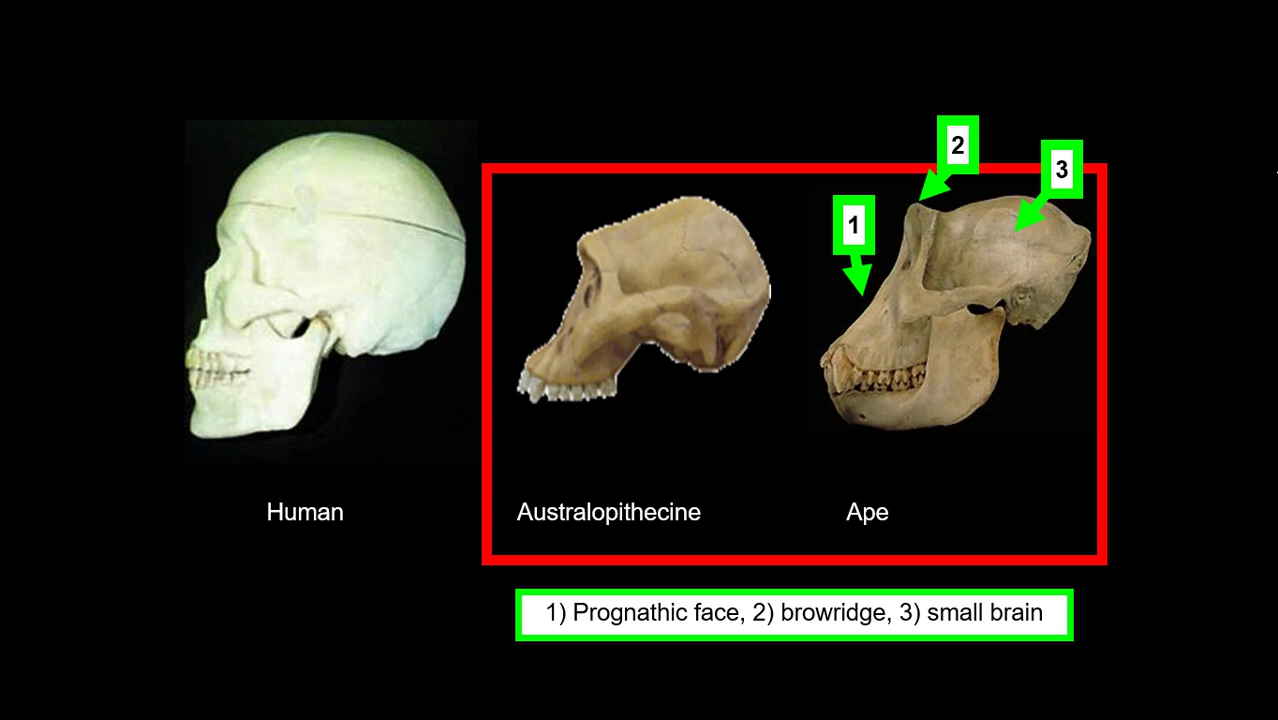 2
3
1
Human
Australopithecine
Ape
1) Prognathic face, 2) browridge, 3) small brain